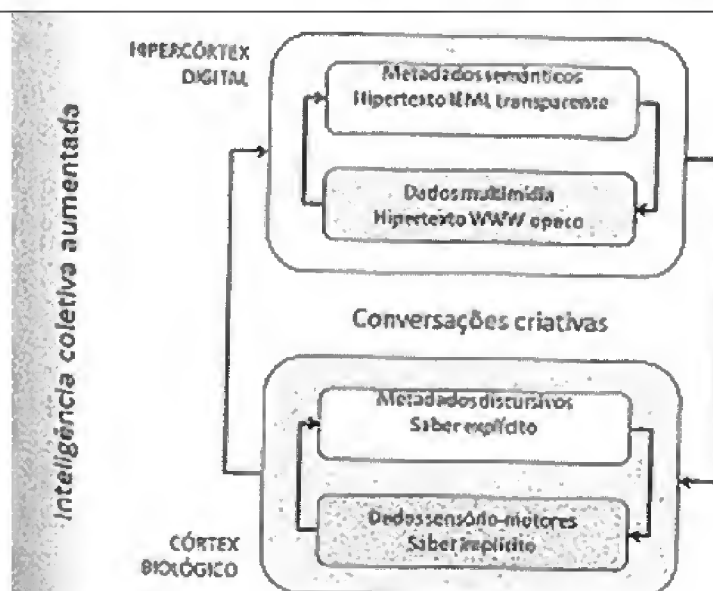 Inteligência coletiva aumentada
HIPERCÓRTEX
DIGITAL
Metadados semânticos
Hipertexto IEML transparente
Dados multimídia
Hipertexto WWW opaco
Conversações criativas
Metadados discursivos
Saber explícito
Dados sensório-motores
Saber implícito
CÓRTEX
BIOLÓGICO